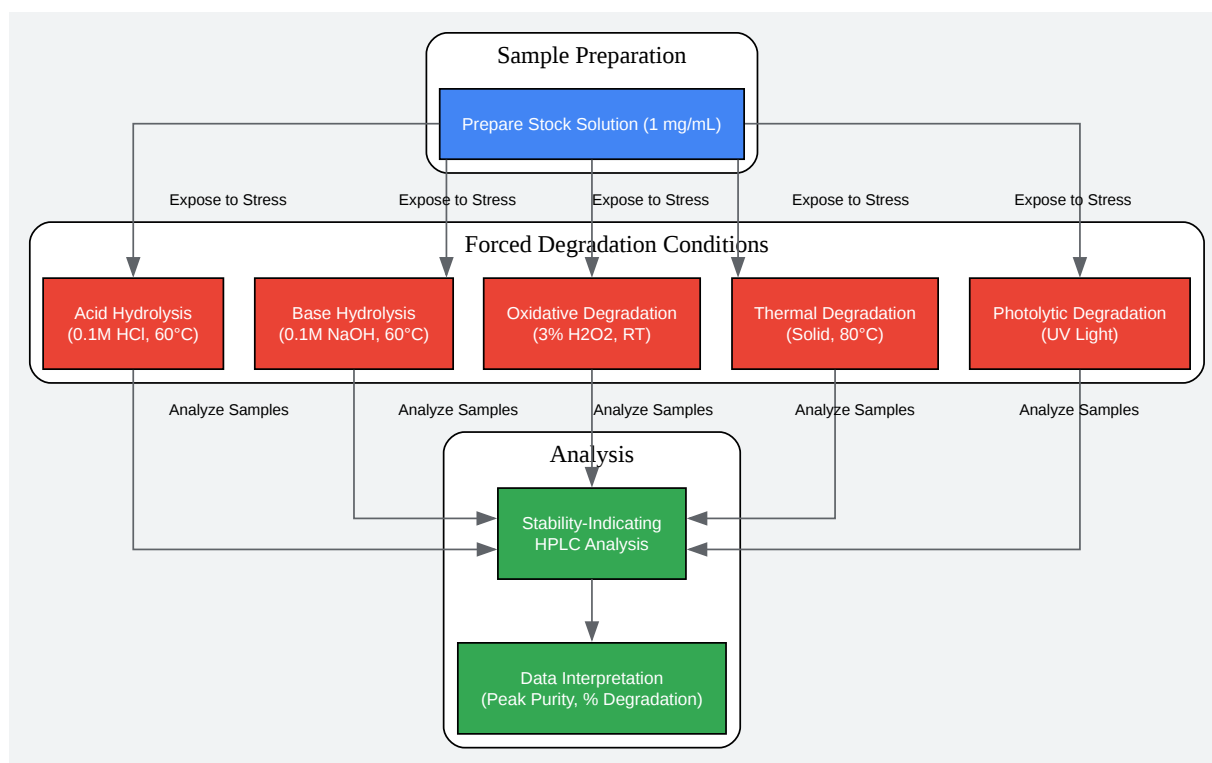 Sample Preparation
Prepare Stock Solution (1 mg/mL)
Expose to Stress
Expose to Stress
Expose to Stress
Expose to Stress
Expose to Stress
Forced Degradation Conditions
Acid Hydrolysis
(0.1M HCl, 60°C)
Base Hydrolysis
(0.1M NaOH, 60°C)
Oxidative Degradation
(3% H2O2, RT)
Thermal Degradation
(Solid, 80°C)
Photolytic Degradation
(UV Light)
Analyze Samples
Analyze Samples
Analyze Samples
Analyze Samples
Analyze Samples
Analysis
Stability-Indicating
HPLC Analysis
Data Interpretation
(Peak Purity, % Degradation)